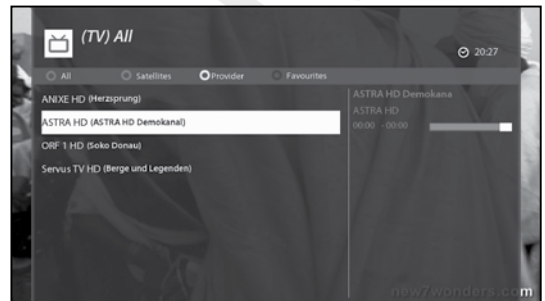 (TV) All
20:27
All Satellites Provider Favourites
ANIXE HD (Herzsprung)
ASTRA HD (ASTRA HD Demokanal)
ORF 1 HD (Soko Donau)
Servus TV HD (Berge und Legenden)
ASTRA HD Demokana
ASTRA HD
00:00 - 00:00
new7wonders.com